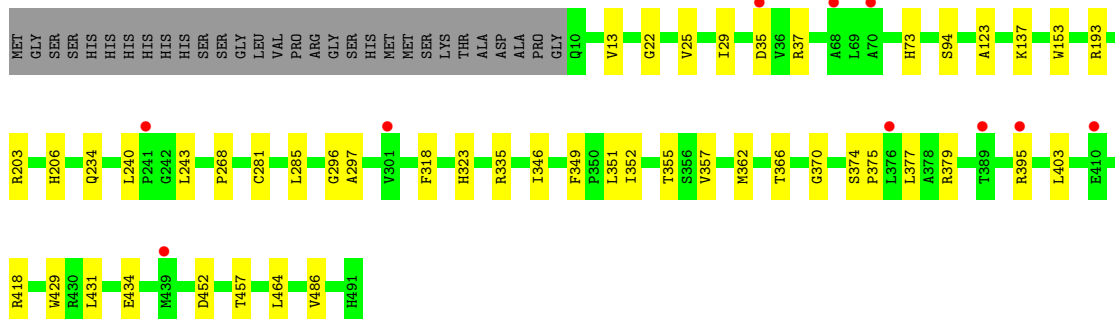 MET GLY SER SER HIS HIS HIS HIS HIS HIS SER SER GLY LEU VAL PRO ARG GLY SER HIS MET MET SER LYS THR ALA ASP ALA PRO GLY Q10 V13 G22 V25 I29 D35 V36 R37 A68 L69 A70 H73 S94 A123 K137 W153 R193
R203 H206 Q234 L240 P241 G242 L243 P268 C281 L285 G296 A297 V301 F318 H323 R335 I346 F349 P350 L351 I352 T355 S356 V357 M362 T366 G370 S374 P375 L376 L377 A378 R379 T389 R395 L403 E410
R418 W429 R430 L431 E434 M439 D452 T457 L464 V486 H491